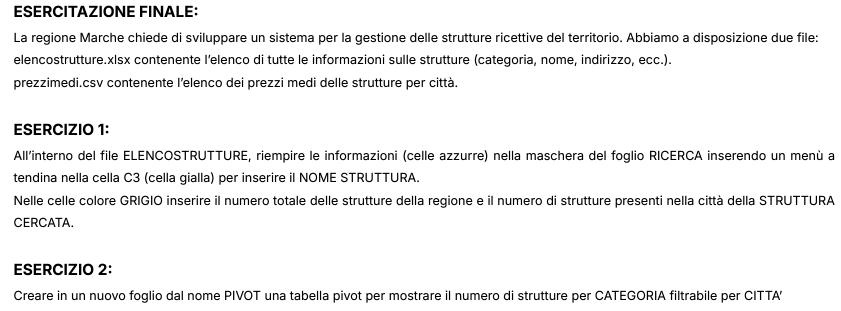 ESERCITAZIONE FINALE:
La regione Marche chiede di sviluppare un sistema per la gestione delle strutture ricettive del territorio. Abbiamo a disposizione due file:
elencostrutture.xlsx contenente l'elenco di tutte le informazioni sulle strutture (categoria, nome, indirizzo, ecc.).
prezzimedi.csv contenente l'elenco dei prezzi medi delle strutture per città.
ESERCIZIO 1:
All'interno del file ELENCOSTRUTTURE, riempire le informazioni (celle azzurre) nella maschera del foglio RICERCA inserendo un menù a
tendina nella cella C3 (cella gialla) per inserire il NOME STRUTTURA.
Nelle celle colore GRIGIO inserire il numero totale delle strutture della regione e il numero di strutture presenti nella città della STRUTTURA
CERCATA.
ESERCIZIO 2:
Creare in un nuovo foglio dal nome PIVOT una tabella pivot per mostrare il numero di strutture per CATEGORIA filtrabile per CITTA'